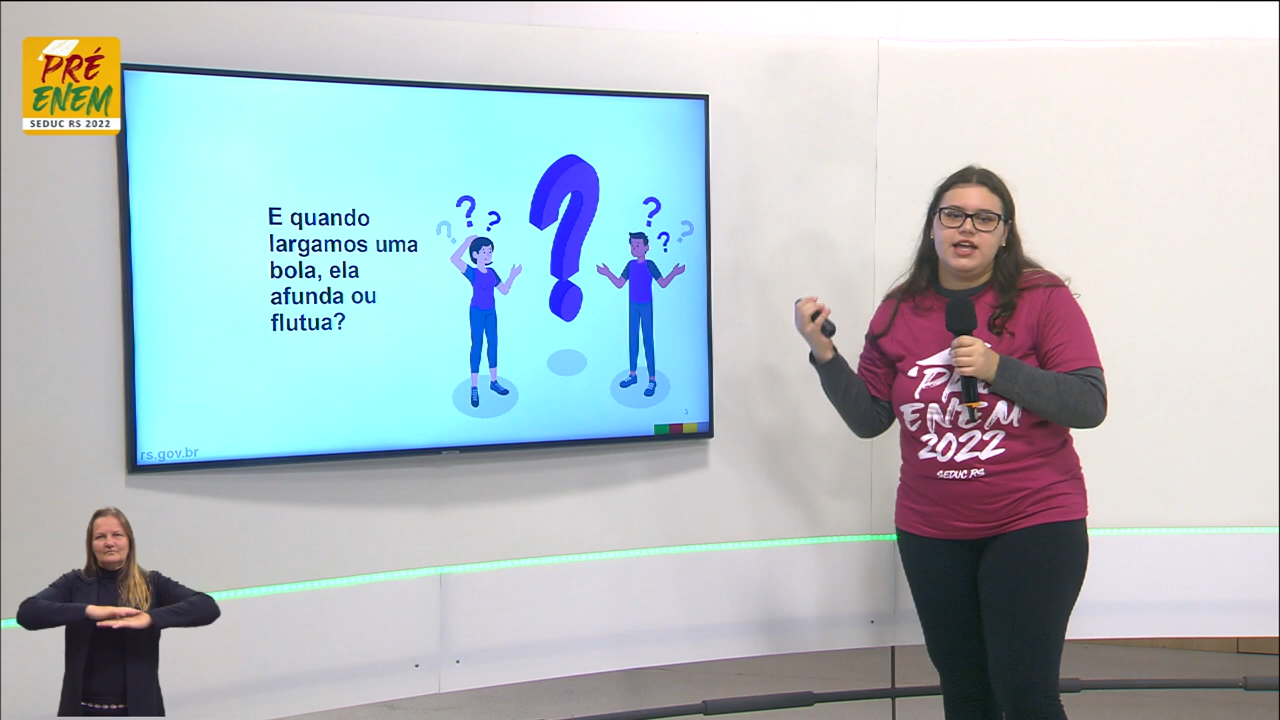 PRÉ
ENEM
SEDUC RS 2022
E quando
largamos uma
bola, ela
afunda ou
flutua?
rs.gov.br
PRÉ
ENEM
2022
SEDUC RS